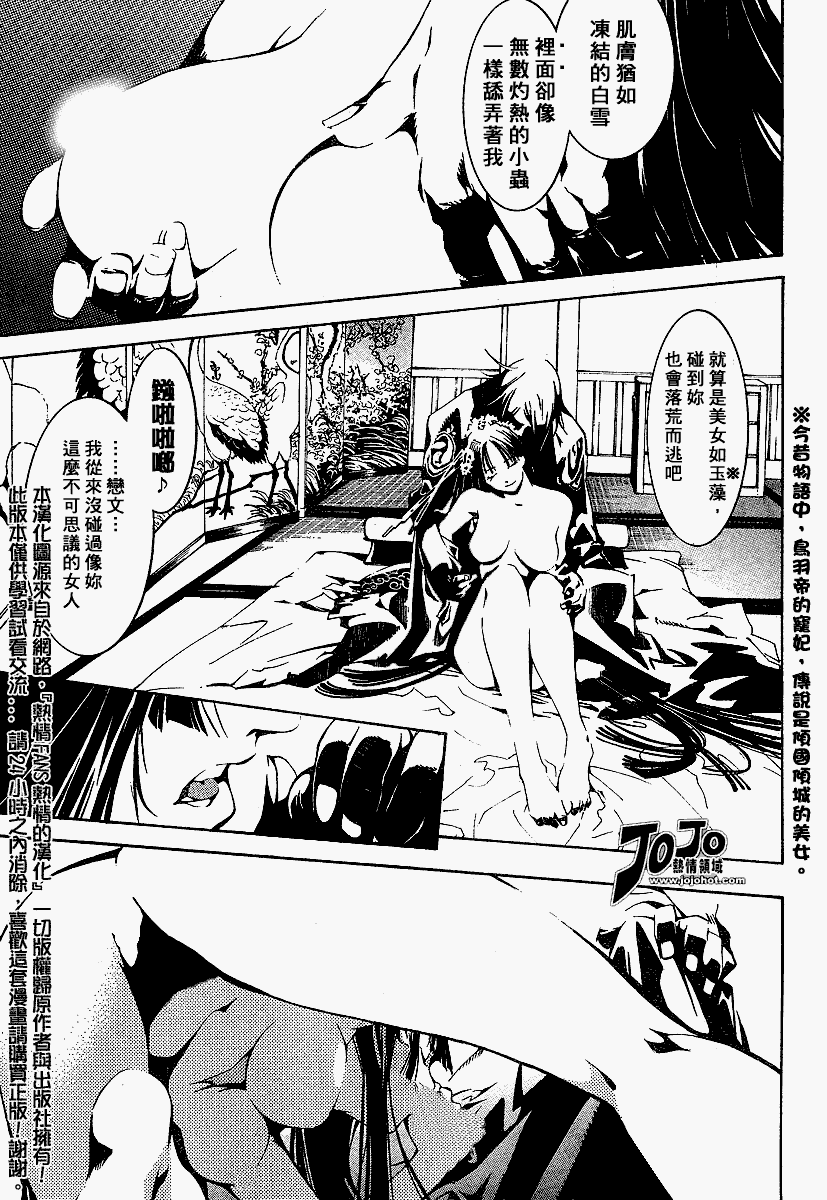 肌膚猶如
凍結的白雪
裡面卻像
無數灼熱的小蟲
一樣舔弄著我
就算是美女如玉藻，
※
碰到妳
也會落荒而逃吧
鏹啦啦啷♪
……戀文…
我從來沒碰過像妳
這麼不可思議的女人
※今昔物語中，鳥羽帝的寵妃，傳說是傾國傾城的美女。
JOJO
熱情領域
www.jojohot.com
本漢化圖源來自於網路，『熱情FANS熱情的漢化』一切版權歸原作者與出版社擁有！
此版本僅供學習試看交流… 請24小時之內消除，喜歡這套漫畫請購買正版！謝謝。